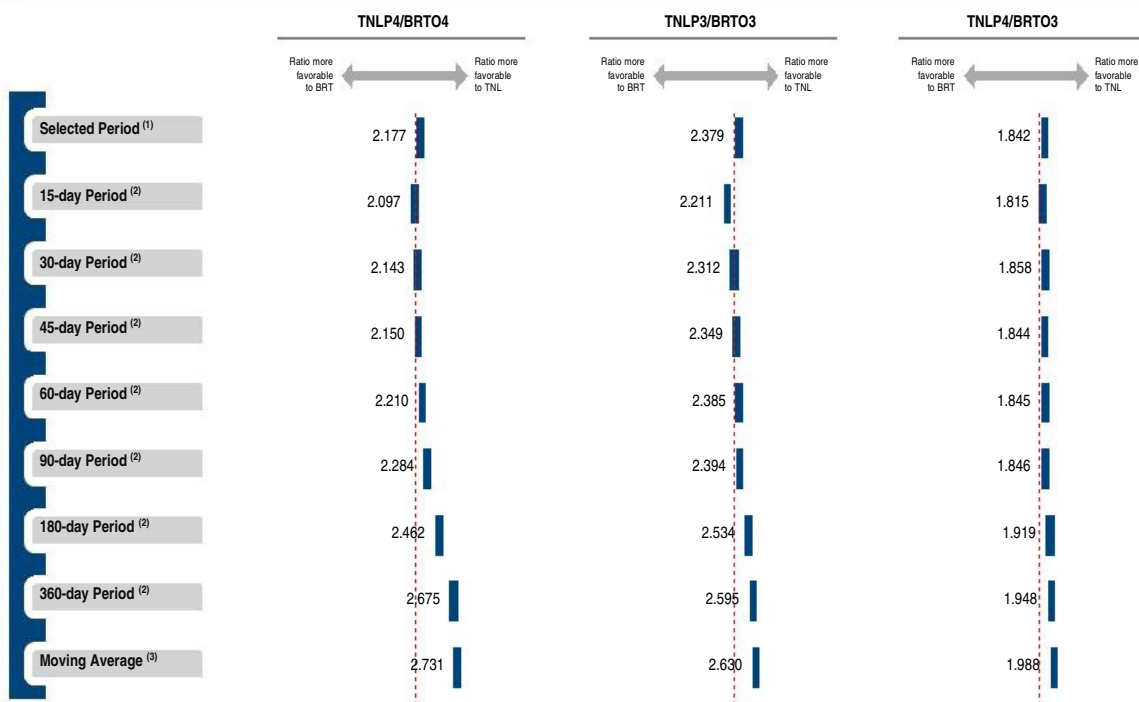 TNLP4/BRTO4 TNLP3/BRTO3 TNLP4/BRTO3
Ratio more favorable to BRT Ratio more favorable to TNL Ratio more favorable to BRT Ratio more favorable to TNL Ratio more favorable to BRT Ratio more favorable to TNL
Selected Period (1) 2.177 2.379 1.842
15-day Period (2) 2.097 2.211 1.815
30-day Period (2) 2.143 2.312 1.858
45-day Period (2) 2.150 2.349 1.844
60-day Period (2) 2.210 2.385 1.845
90-day Period (2) 2.284 2.394 1.846
180-day Period (2) 2.462 2.534 1.919
360-day Period (2) 2.675 2.595 1.948
Moving Average (3) 2.731 2.630 1.988